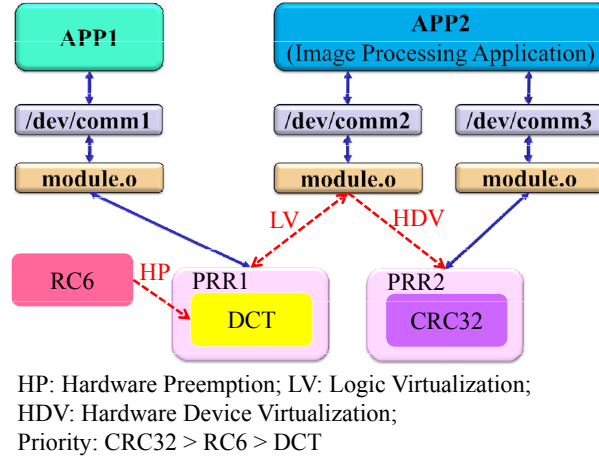 APP1
APP2
(Image Processing Application)
/dev/comm1
/dev/comm2
/dev/comm3
module.o
module.o
module.o
LV
HDV
RC6
HP
PRR1
DCT
PRR2
CRC32
HP: Hardware Preemption; LV: Logic Virtualization;
HDV: Hardware Device Virtualization;
Priority: CRC32 > RC6 > DCT